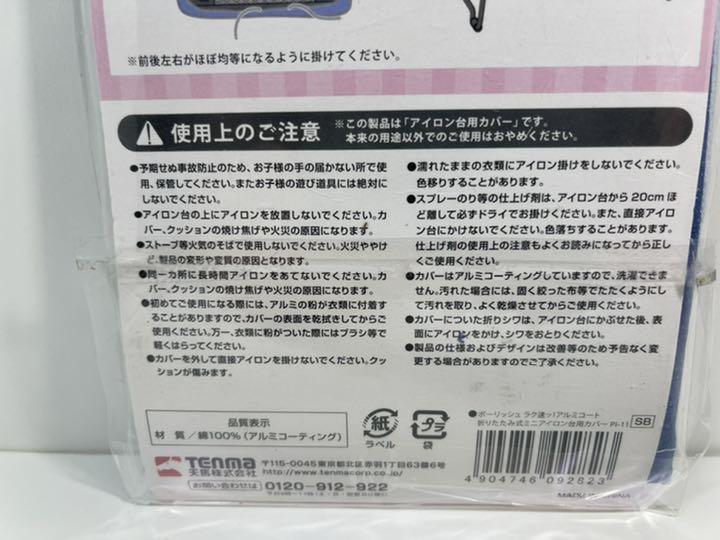 ※前後左右がほぼ均等になるように掛けてください。
使用上のご注意
※この製品は「アイロン台用カバー」です。
本来の用途以外でのご使用はおやめください。
●予期せぬ事故防止のため、お子様の手の届かない所で使
用、保管してください。またお子様の遊び道具には絶対に
しないでください。
●アイロン台の上にアイロンを放置しないでください。カ
バー、クッションの焼け焦げや火災の原因になります。
●ストーブ等火気のそばで使用しないでください。火災ややけ
ど、製品の変形や変質の原因となります。
●同一カ所に長時間アイロンをあてないでください。カ
バー、クッションの焼け焦げや火災の原因になります。
●初めてご使用になる際には、アルミの粉が衣類に付着す
ることがありますので、カバーの表面を乾拭きしてからご
使用ください。万一、衣類に粉がついた際にはブラシ等で
軽くはらってください。
●カバーを外して直接アイロンを掛けないでください。クッ
ションが傷みます。
●濡れたままの衣類にアイロン掛けをしないでください。
色移りすることがあります。
●スプレーのり等の仕上げ剤は、アイロン台から20cmほ
ど離して必ずドライでお掛けください。また、直接アイロ
ン台にかけないでください。色落ちすることがあります。
仕上げ剤の使用上の注意もよくお読みになってから正し
くご使用ください。
●カバーはアルミコーティングしていますので、洗濯できま
せん。汚れた場合には、固く絞った布等でたたくようにし
て汚れを取り、よく乾燥させてからご使用ください。
●カバーについた折りシワは、アイロン台にかぶせた後、表
面にアイロンをかけ、シワをおとりください。
●製品の仕様およびデザインは改善等のため予告なく変
更する場合がありますのでご了承ください。
品質表示
材 質/綿100%(アルミコーティング)
紙
ラベル
プラ
袋
●ポーリッシュ ラク速ッ!アルミコート
折りたたみ式ミニアイロン台用カバー PI-11
SB
TENMA
天馬株式会社
〒115-0045東京都北区赤羽1丁目63番6号
www.tenmacorp.co.jp
お問い合わせは
0120-912-922
4904746092823
MADE IN CHINA